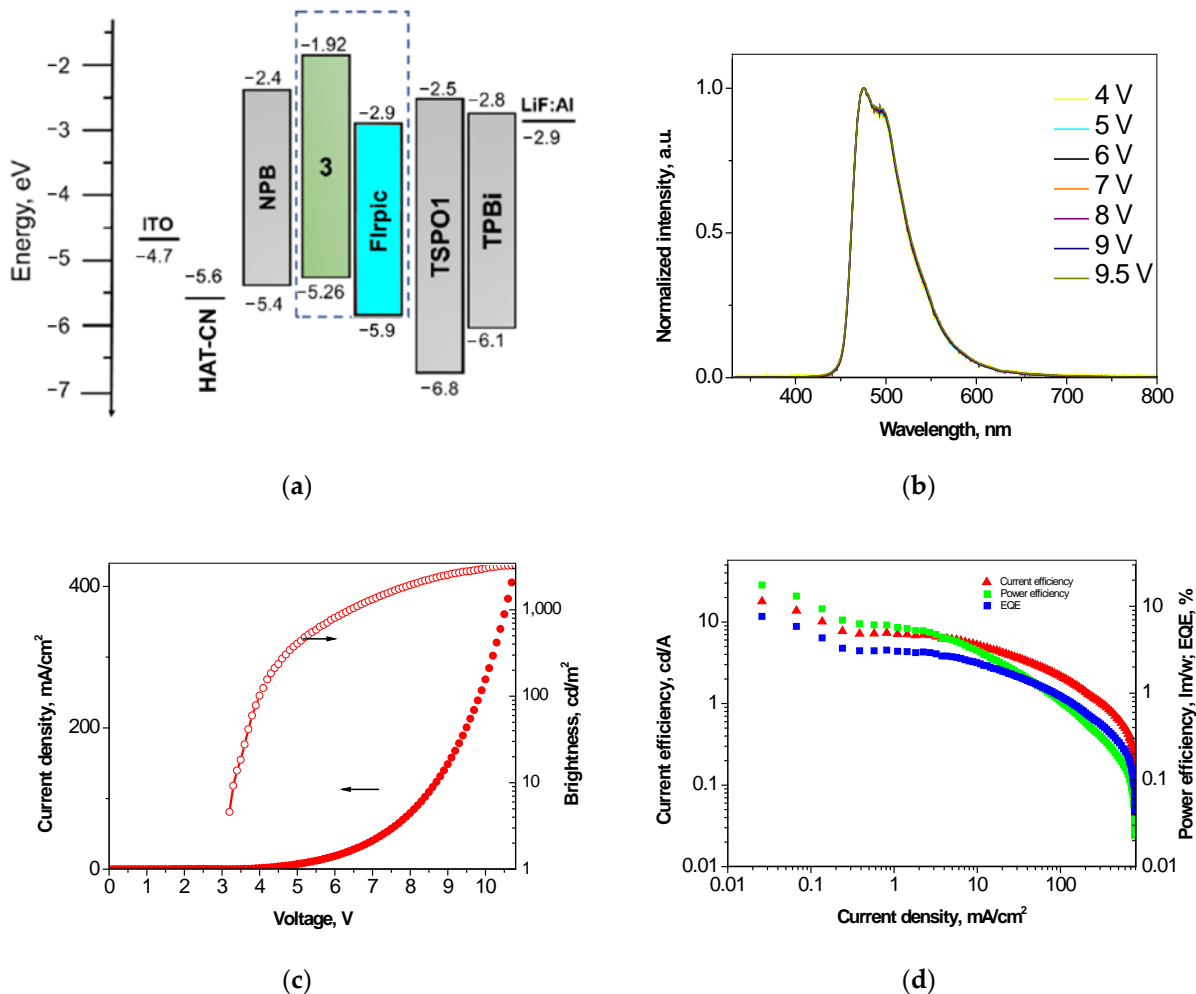 Energy, eV
−2
−3
−4
−5
−6
−7
ITO
−4.7
−5.6
HAT-CN
−2.4
NPB
−5.4
−1.92
3
−5.26
−2.9
FIrpic
−5.9
−2.5
TSPO1
−6.8
−2.8
TPBi
−6.1
LiF:Al
−2.9
(a)
Normalized intensity, a.u.
1.0
0.5
0.0
400 500 600 700 800
Wavelength, nm
4 V
5 V
6 V
7 V
8 V
9 V
9.5 V
(b)
Current density, mA/cm²
400
200
0
0 1 2 3 4 5 6 7 8 9 10
Voltage, V
1,000
100
10
1
Brightness, cd/m²
(c)
Current efficiency, cd/A
10
1
0.1
0.01
0.01 0.1 1 10 100
Current density, mA/cm²
Current efficiency
Power efficiency
EQE
10
1
0.1
0.01
Power efficiency, lm/w; EQE, %
(d)